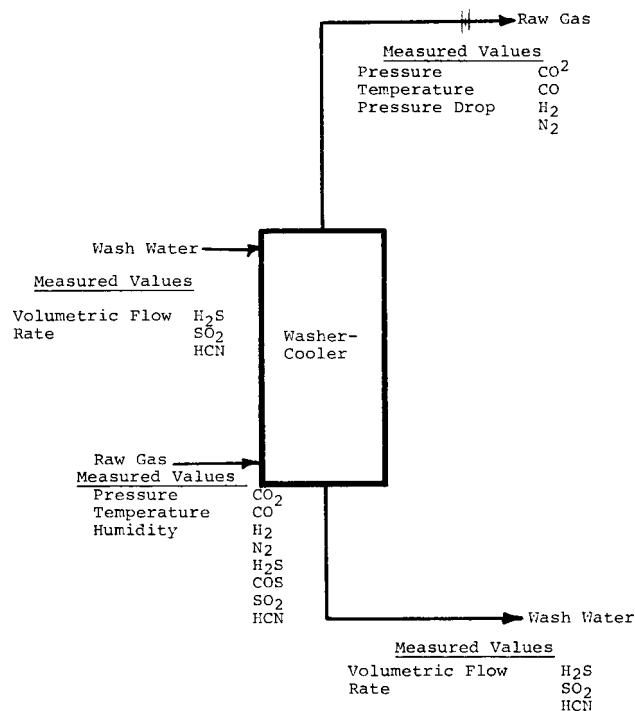 Raw Gas
Measured Values
Pressure CO²
Temperature CO
Pressure Drop H₂
N₂
Wash Water
Measured Values
Volumetric Flow H₂S
Rate SO₂
HCN
Washer-
Cooler
Raw Gas
Measured Values
Pressure CO₂
Temperature CO
Humidity H₂
N₂
H₂S
COS
SO₂
HCN
Wash Water
Measured Values
Volumetric Flow H₂S
Rate SO₂
HCN